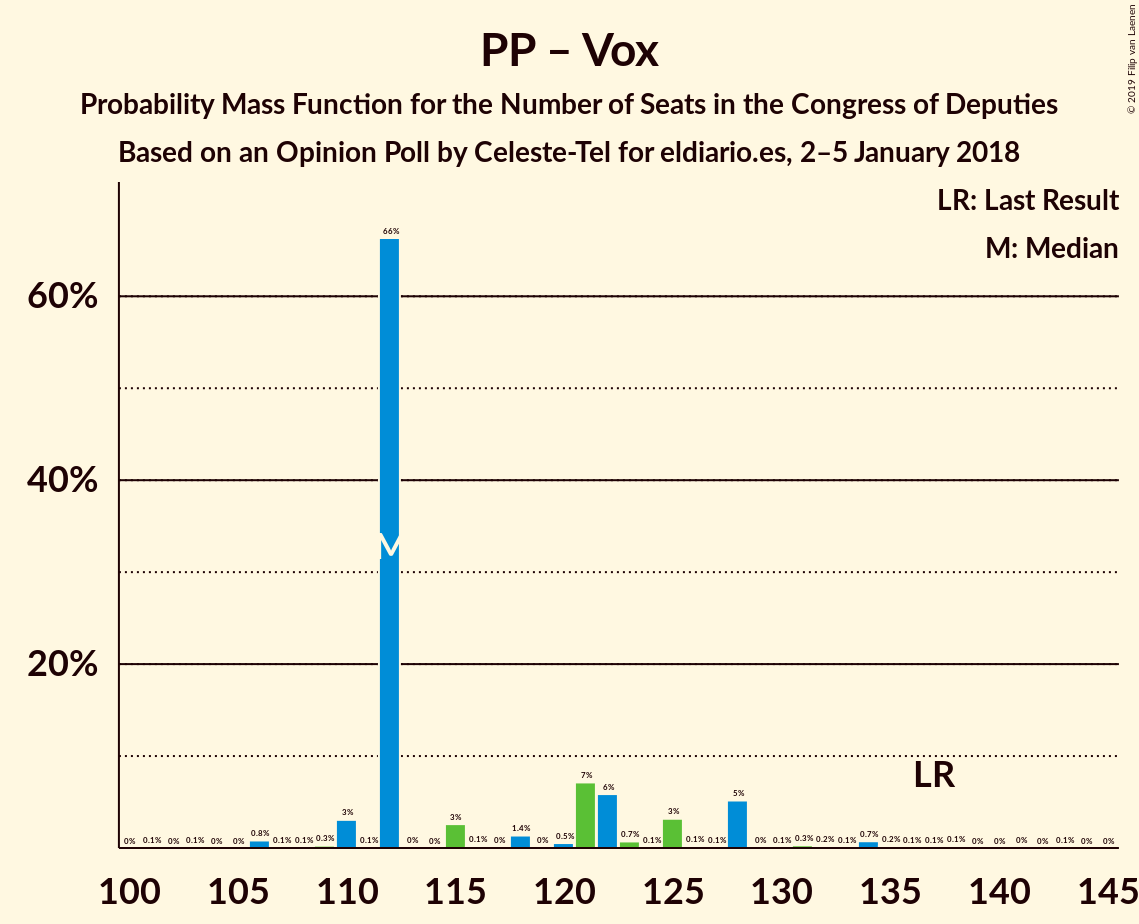 PP – Vox
Probability Mass Function for the Number of Seats in the Congress of Deputies
Based on an Opinion Poll by Celeste-Tel for eldiario.es, 2–5 January 2018
© 2019 Filip van Laenen
LR: Last Result
M: Median
60%
40%
20%
66%
M
LR
0% 0.1% 0% 0.1% 0% 0% 0.8% 0.1% 0.1% 0.3% 3% 0.1% 0% 0% 3% 0.1% 0% 1.4% 0% 0.5% 7% 6% 0.7% 0.1% 3% 0.1% 0.1% 5% 0% 0.1% 0.3% 0.2% 0.1% 0.7% 0.2% 0.1% 0.1% 0.1% 0% 0% 0% 0% 0.1% 0% 0%
100 105 110 115 120 125 130 135 140 145